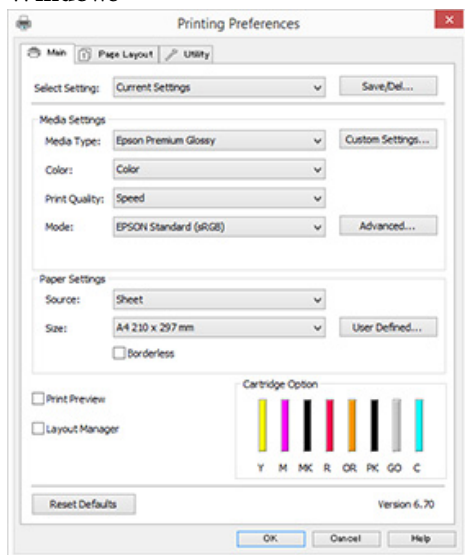 Printing Preferences
Main Page Layout Utility
Select Setting: Current Settings Save/Del...
Media Settings
Media Type: Epson Premium Glossy Custom Settings...
Color: Color
Print Quality: Speed
Mode: EPSON Standard (sRGB) Advanced...
Paper Settings
Source: Sheet
Size: A4 210 x 297 mm User Defined...
Borderless
Cartridge Option
Print Preview
Layout Manager
Y M MK R OR PK GO C
Reset Defaults Version 6.70
OK Cancel Help